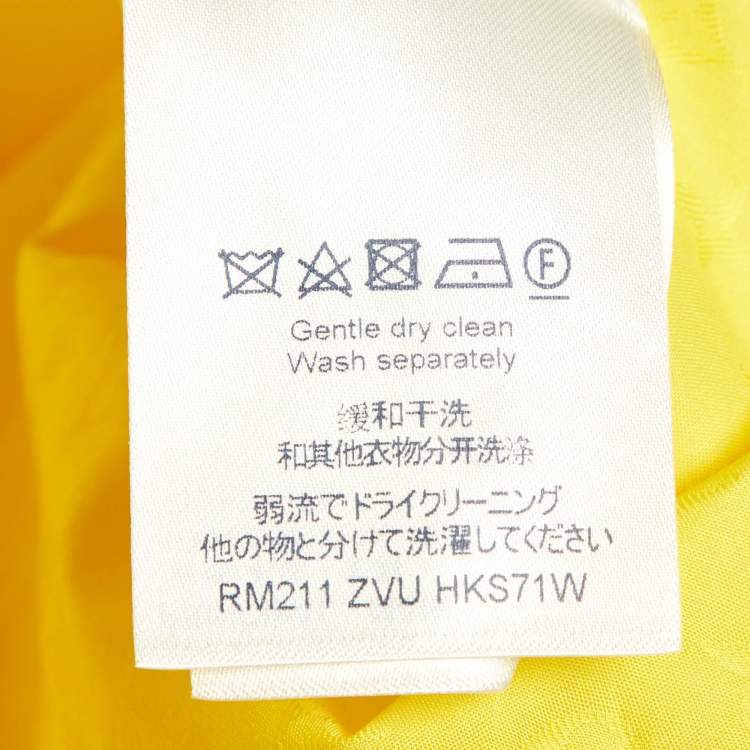 F
Gentle dry clean
Wash separately
缓和干洗
和其他衣物分开洗涤
弱流でドライクリーニング
他の物と分けて洗濯してください
RM211 ZVU HKS71W